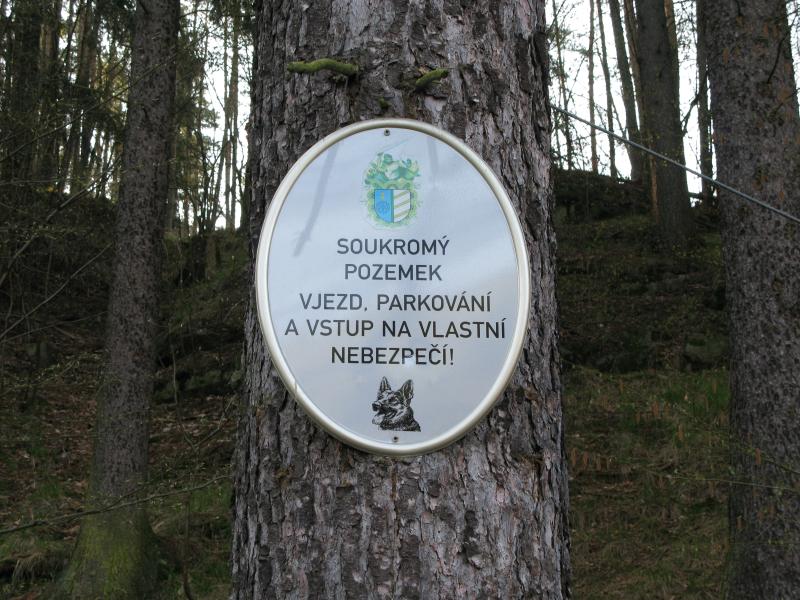 SOUKROMÝ
POZEMEK
VJEZD, PARKOVÁNÍ
A VSTUP NA VLASTNÍ
NEBEZPEČÍ!